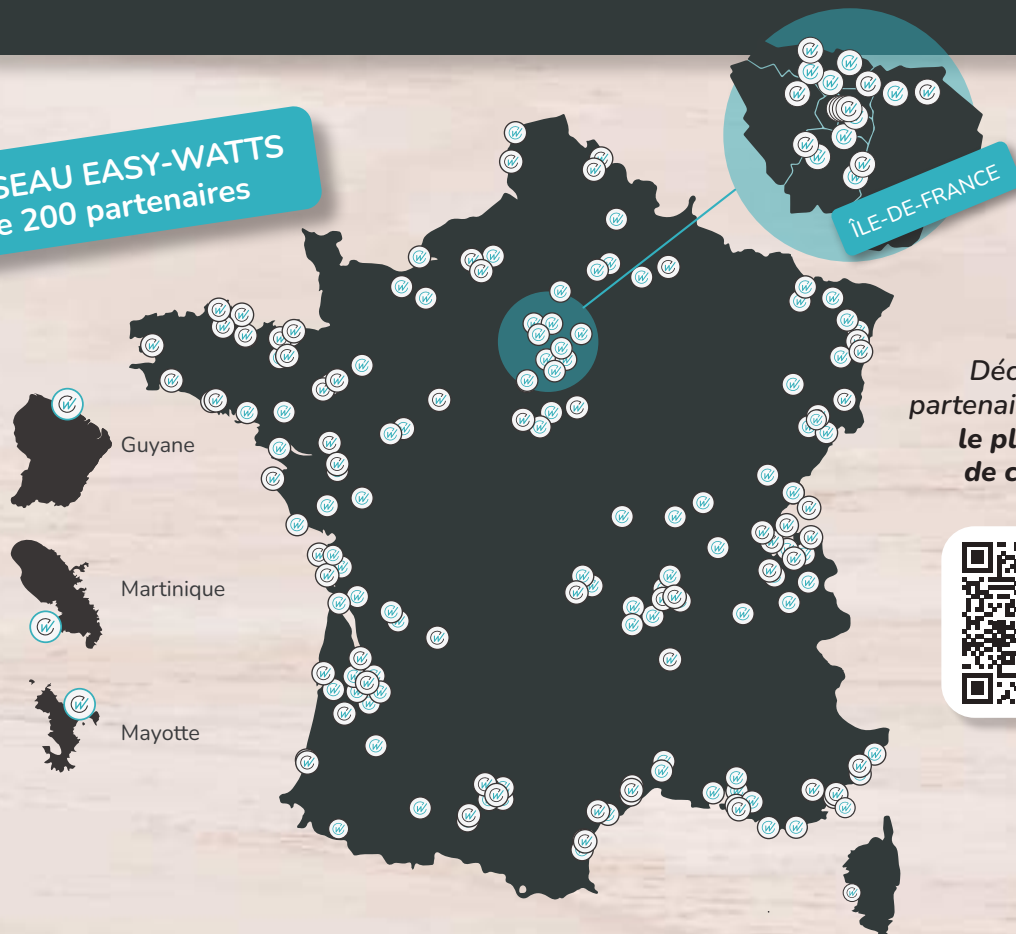 SEAU EASY-WATTS
e 200 partenaires
ÎLE-DE-FRANCE
Guyane
Martinique
Mayotte
Déc
partenai
le pl
de c